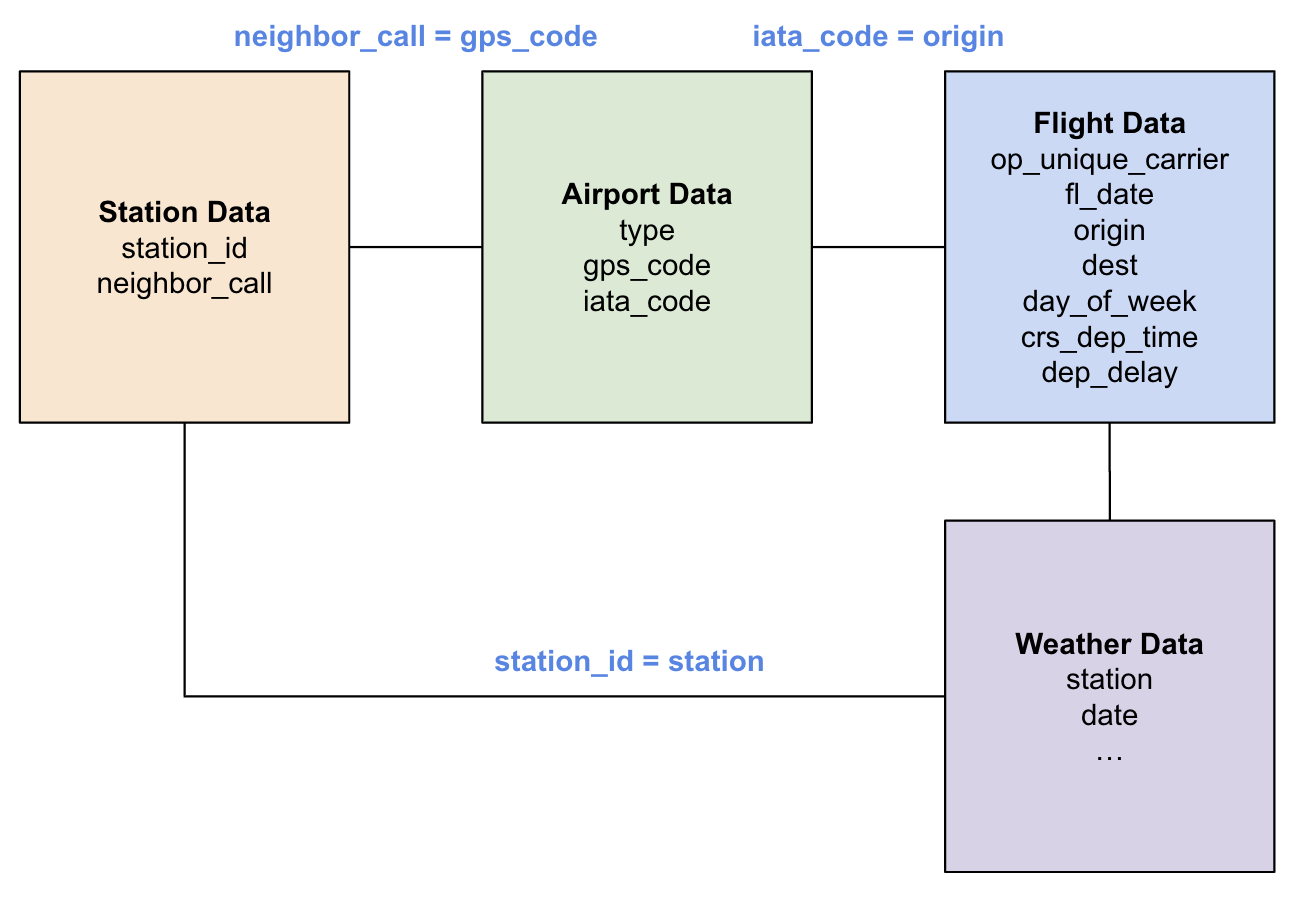 neighbor_call = gps_code
iata_code = origin
Station Data
station_id
neighbor_call
Airport Data
type
gps_code
iata_code
Flight Data
op_unique_carrier
fl_date
origin
dest
day_of_week
crs_dep_time
dep_delay
station_id = station
Weather Data
station
date
…